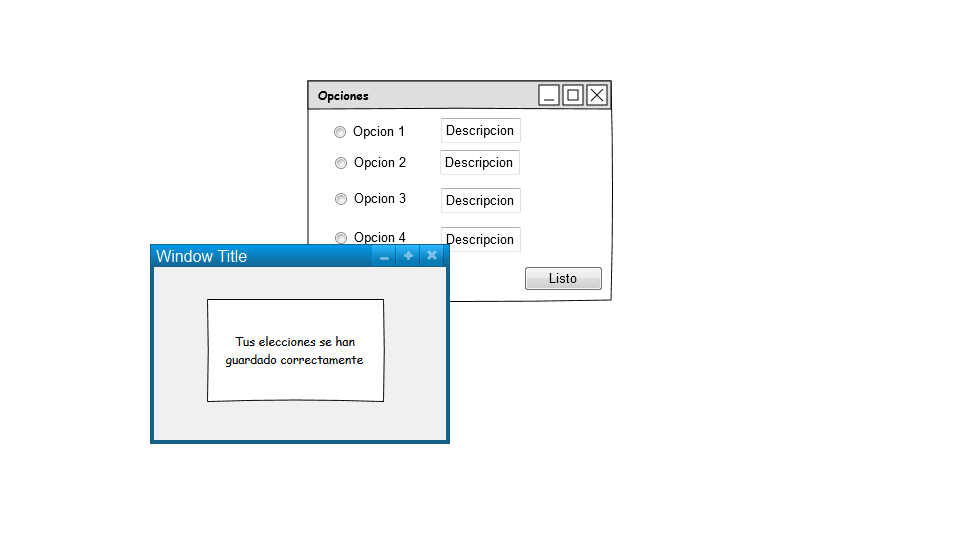 Opciones
Opcion 1 Descripcion
Opcion 2 Descripcion
Opcion 3 Descripcion
Opcion 4 Descripcion
Listo
Window Title
Tus elecciones se han
guardado correctamente